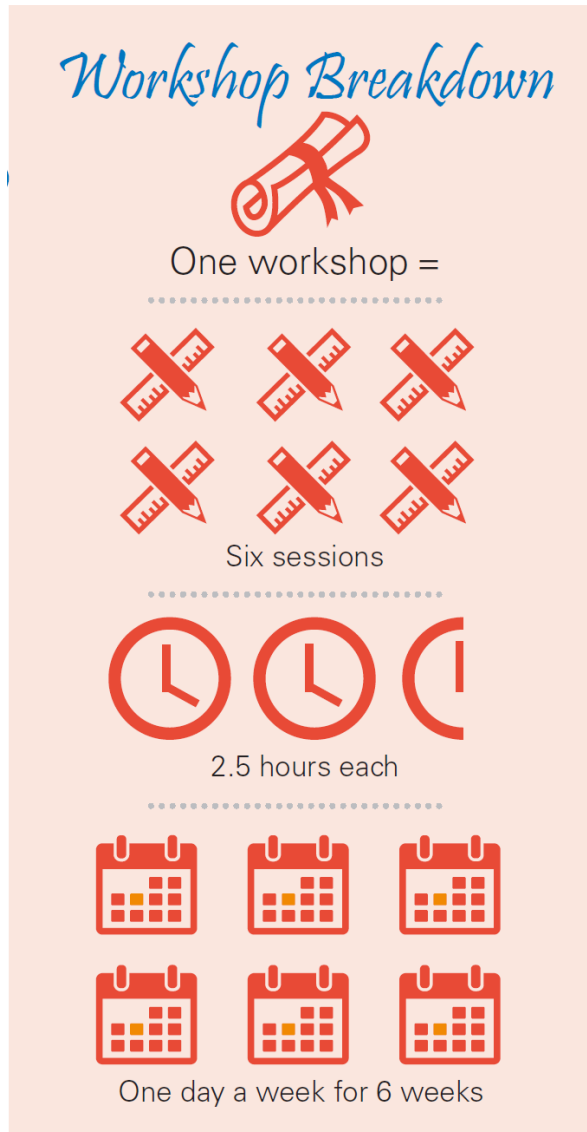 Workshop Breakdown
One workshop =
Six sessions
2.5 hours each
One day a week for 6 weeks